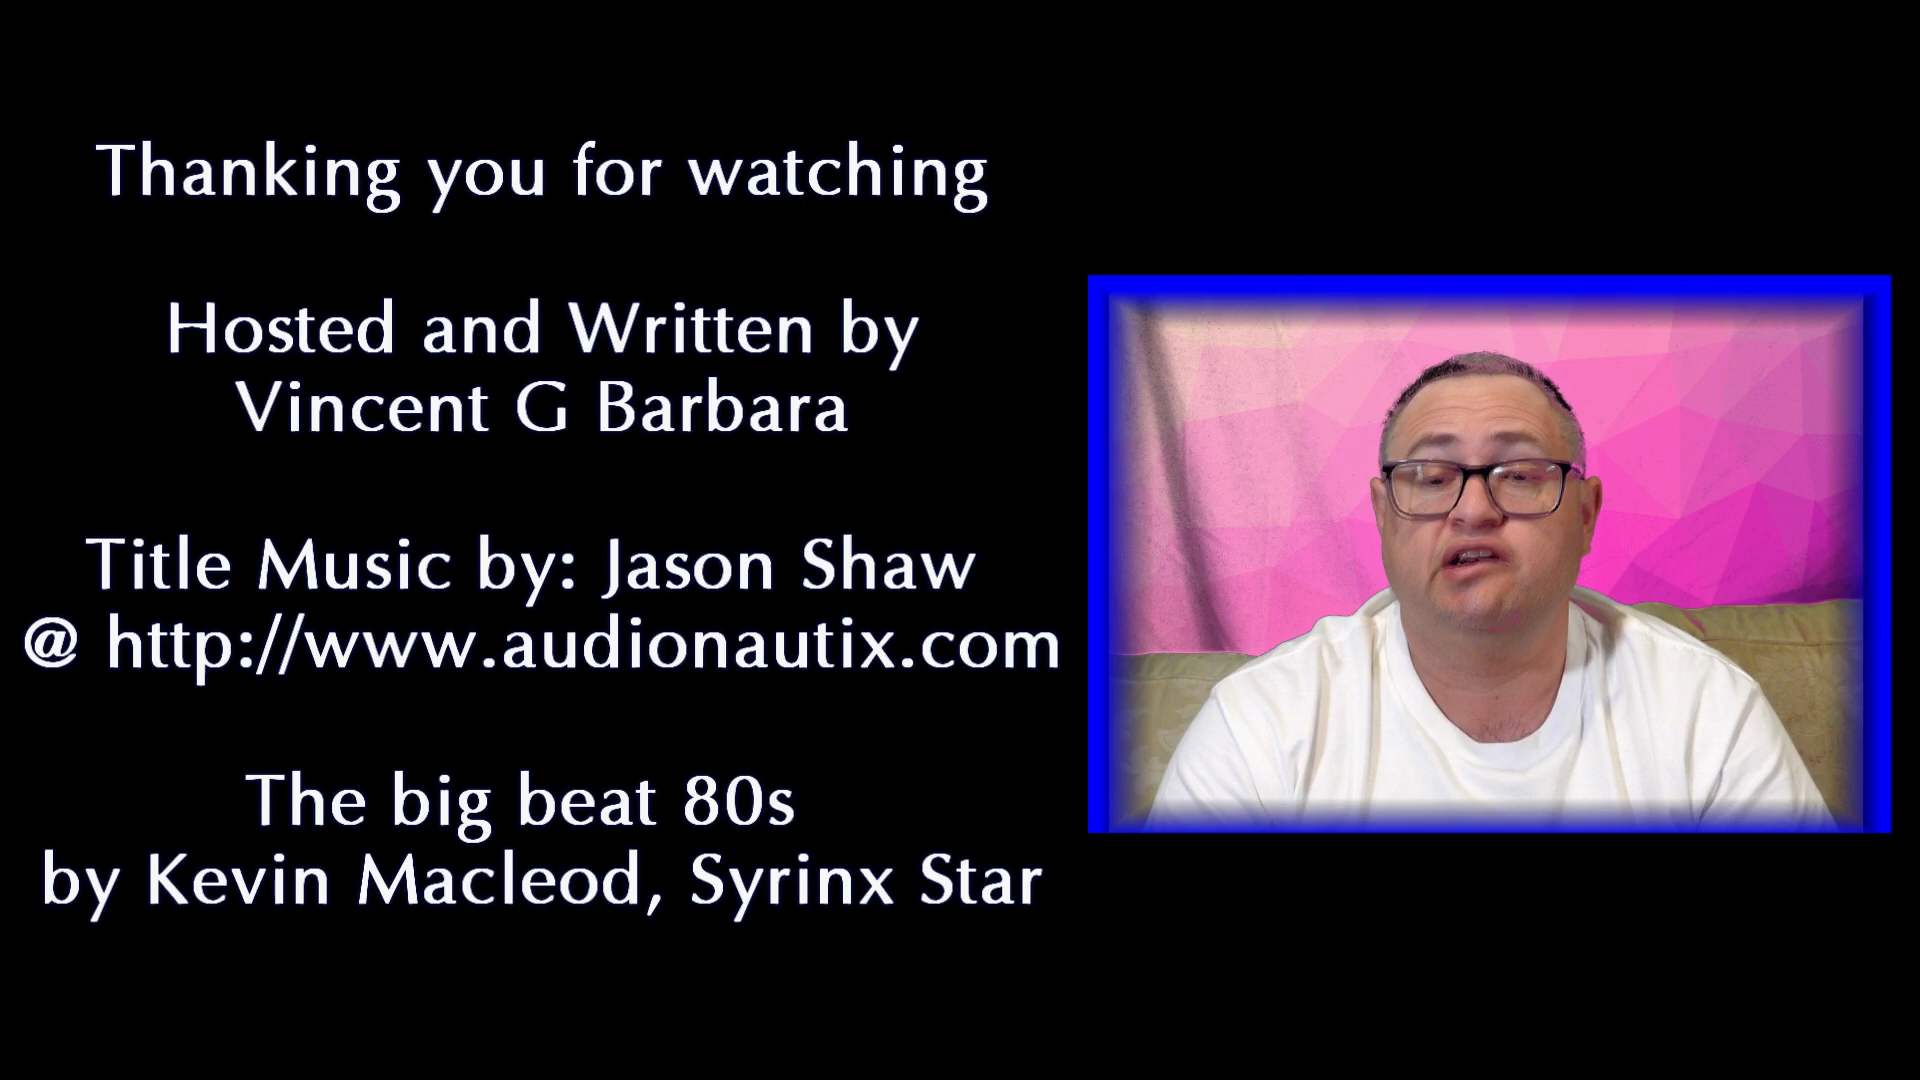 Thanking you for watching
Hosted and Written by
Vincent G Barbara
Title Music by: Jason Shaw
@ http://www.audionautix.com
The big beat 80s
by Kevin Macleod, Syrinx Star